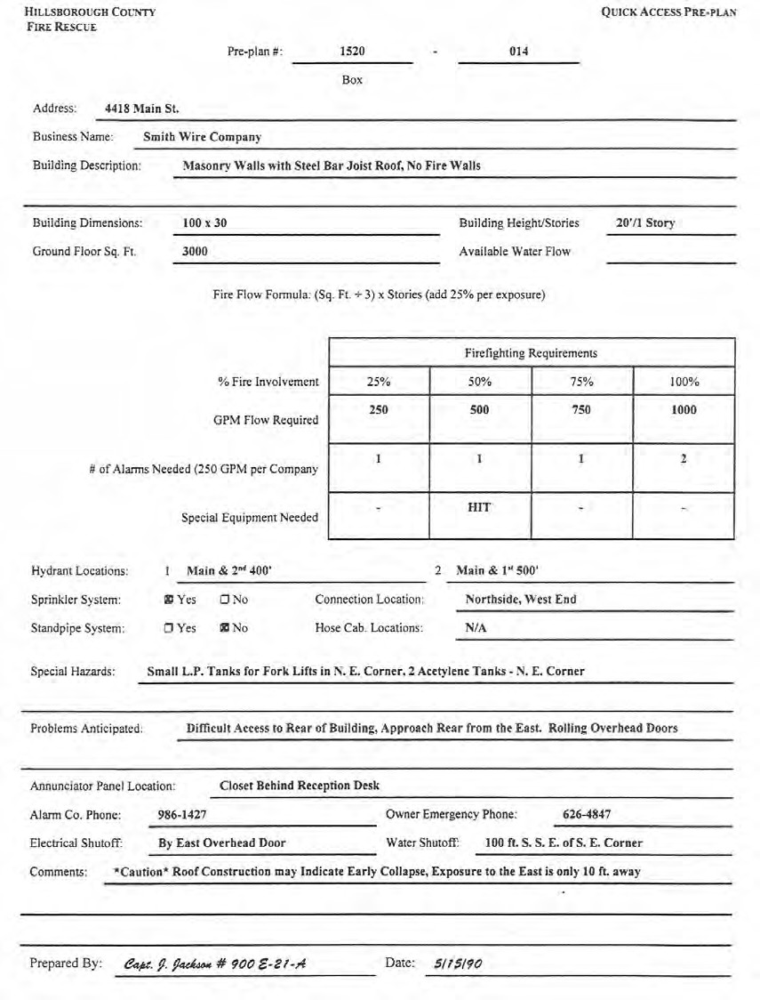 HILLSBOROUGH COUNTY QUICK ACCESS PRE-PLAN
FIRE RESCUE
Pre-plan #: 1520 - 014
Box
Address: 4418 Main St.
Business Name: Smith Wire Company
Building Description: Masonry Walls with Steel Bar Joist Roof, No Fire Walls
Building Dimensions: 100 x 30 Building Height/Stories 20'/1 Story
Ground Floor Sq. Ft. 3000 Available Water Flow
Fire Flow Formula: (Sq. Ft. ÷ 3) x Stories (add 25% per exposure)
Firefighting Requirements
% Fire Involvement 25% 50% 75% 100%
GPM Flow Required 250 500 750 1000
# of Alarms Needed (250 GPM per Company 1 1 1 2
Special Equipment Needed - HIT - -
Hydrant Locations: 1 Main & 2nd 400' 2 Main & 1st 500'
Sprinkler System: ☒ Yes ☐ No Connection Location: Northside, West End
Standpipe System: ☐ Yes ☒ No Hose Cab. Locations: N/A
Special Hazards: Small L.P. Tanks for Fork Lifts in N. E. Corner, 2 Acetylene Tanks - N. E. Corner
Problems Anticipated: Difficult Access to Rear of Building, Approach Rear from the East. Rolling Overhead Doors
Annunciator Panel Location: Closet Behind Reception Desk
Alarm Co. Phone: 986-1427 Owner Emergency Phone: 626-4847
Electrical Shutoff: By East Overhead Door Water Shutoff: 100 ft. S. S. E. of S. E. Corner
Comments: *Caution* Roof Construction may Indicate Early Collapse, Exposure to the East is only 10 ft. away
Prepared By: Capt. J. Jackson # 900 E-21-A Date: 5/15/90